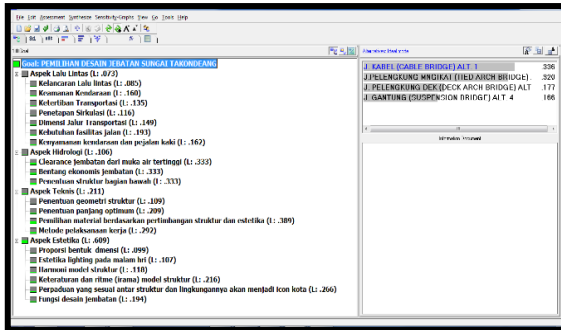 File Edit Assessment Synthesize Sensitivity-Graphs View Go Tools Help
Goal: PEMILIHAN DESAIN JEBATAN SUNGAI TAKONDEANG
Aspek Lalu Lintas (L: .073)
Kelancaran Lalu lintas (L: .085)
Keamanan Kendaraan (L: .160)
Ketertiban Transportasi (L: .135)
Penetapan Sirkulasi (L: .116)
Dimensi Jalur Transportasi (L: .149)
Kebutuhan fasilitas jalan (L: .193)
Kenyamanan kendaraan dan pejalan kaki (L: .162)
Aspek Hidrologi (L: .106)
Clearance jembatan dari muka air tertinggi (L: .333)
Bentang ekonomis jembatan (L: .333)
Penentuan struktur bagian bawah (L: .333)
Aspek Teknis (L: .211)
Penentuan geometri struktur (L: .109)
Penentuan panjang optimum (L: .209)
Pemilihan material berdasarkan pertimbangan struktur dan estetika (L: .389)
Metode pelaksanaan kerja (L: .292)
Aspek Estetika (L: .609)
Proporsi bentuk dmensi (L: .099)
Estetika lighting pada malam hri (L: .107)
Harmoni model struktur (L: .118)
Keteraturan dan ritme (irama) model struktur (L: .216)
Perpaduan yang sesuai antar struktur dan lingkungannya akan menjadi icon kota (L: .266)
Fungsi desain jembatan (L: .194)
Alternatives: Ideal mode
J. KABEL (CABLE BRIDGE) ALT. 1 .336
J.PELENGKUNG MNGIKAT (TIED ARCH BRIDGE). .320
J. PELENGKUNG DEK (DECK ARCH BRIDGE) ALT .177
J. GANTUNG (SUSPENSION BRIDGE) ALT. 4 .166
Information Document